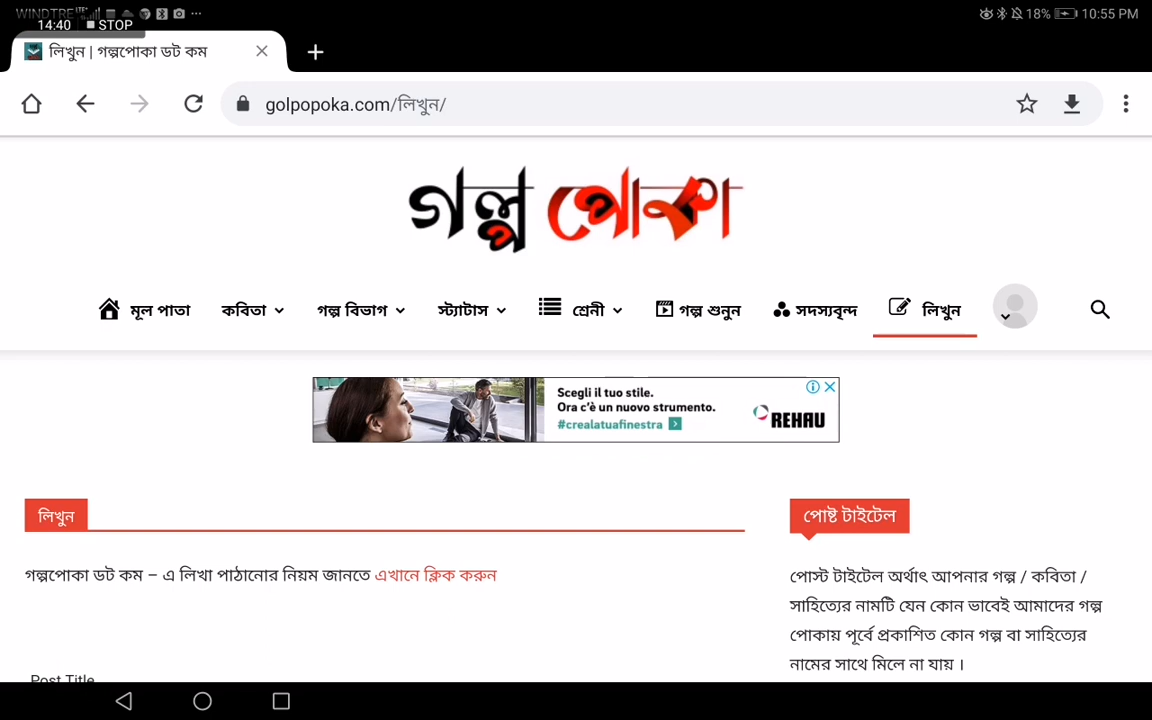 WINDTRE
18%
10:55 PM
14:40 STOP
লিখুন | গল্পপোকা ডট কম
golpopoka.com/লিখুন/
গল্প পোকা
মূল পাতা
কবিতা
গল্প বিভাগ
স্ট্যাটাস
শ্রেনী
গল্প শুনুন
সদস্যবৃন্দ
লিখুন
Scegli il tuo stile.
Ora c'è un nuovo strumento.
#crealatuafinestra
REHAU
লিখুন
গল্পপোকা ডট কম – এ লিখা পাঠানোর নিয়ম জানতে এখানে ক্লিক করুন
Post Title
পোষ্ট টাইটেল
পোস্ট টাইটেল অর্থাৎ আপনার গল্প / কবিতা /
সাহিত্যের নামটি যেন কোন ভাবেই আমাদের গল্প
পোকায় পূর্বে প্রকাশিত কোন গল্প বা সাহিত্যের
নামের সাথে মিলে না যায় ।